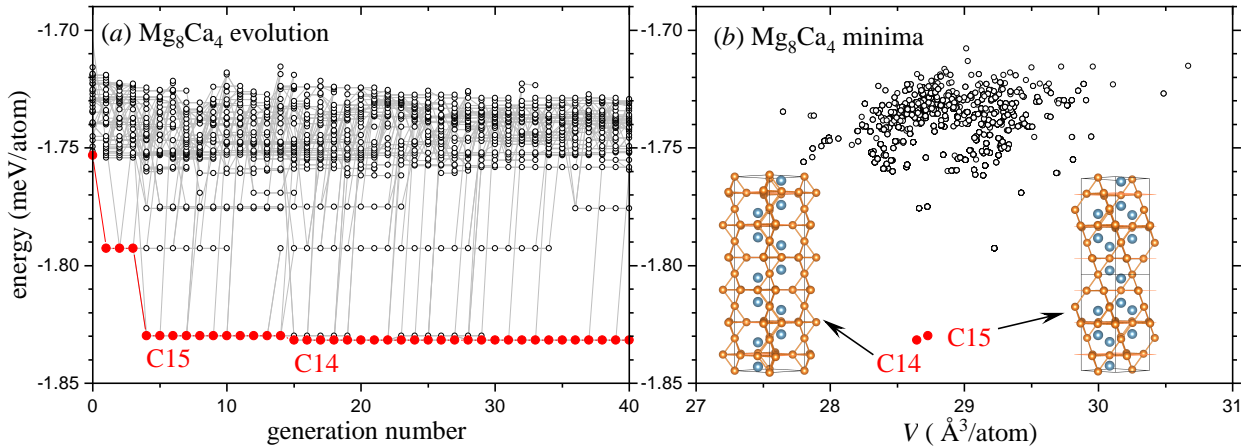 (a) Mg₈Ca₄ evolution
-1.70
-1.75
-1.80
-1.85
energy (meV/atom)
C15
C14
0
10
20
30
40
generation number
(b) Mg₈Ca₄ minima
-1.70
-1.75
-1.80
-1.85
C14
C15
27
28
29
30
31
V ( Å³/atom)